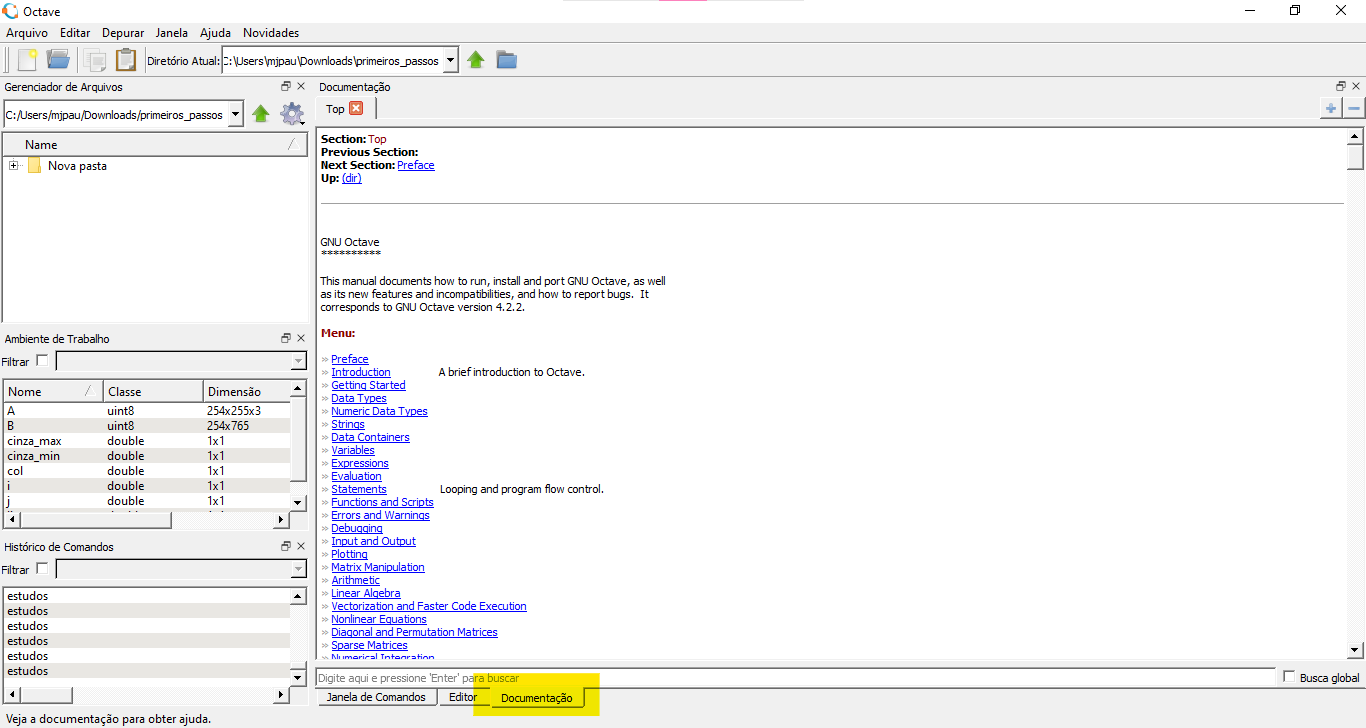 Octave
Arquivo Editar Depurar Janela Ajuda Novidades
Diretório Atual: C:\Users\mjpau\Downloads\primeiros_passos
Gerenciador de Arquivos
C:/Users/mjpau/Downloads/primeiros_passos
Name
Nova pasta
Ambiente de Trabalho
Filtrar
Nome Classe Dimensão
A uint8 254x255x3
B uint8 254x765
cinza_max double 1x1
cinza_min double 1x1
col double 1x1
i double 1x1
j double 1x1
Histórico de Comandos
Filtrar
estudos
estudos
estudos
estudos
estudos
estudos
Documentação
Top
Section: Top
Previous Section:
Next Section: Preface
Up: (dir)
GNU Octave
**********
This manual documents how to run, install and port GNU Octave, as well
as its new features and incompatibilities, and how to report bugs. It
corresponds to GNU Octave version 4.2.2.
Menu:
» Preface
» Introduction A brief introduction to Octave.
» Getting Started
» Data Types
» Numeric Data Types
» Strings
» Data Containers
» Variables
» Expressions
» Evaluation
» Statements Looping and program flow control.
» Functions and Scripts
» Errors and Warnings
» Debugging
» Input and Output
» Plotting
» Matrix Manipulation
» Arithmetic
» Linear Algebra
» Vectorization and Faster Code Execution
» Nonlinear Equations
» Diagonal and Permutation Matrices
» Sparse Matrices
» Numerical Integration
Digite aqui e pressione 'Enter' para buscar
Busca global
Janela de Comandos Editor Documentação
Veja a documentação para obter ajuda.